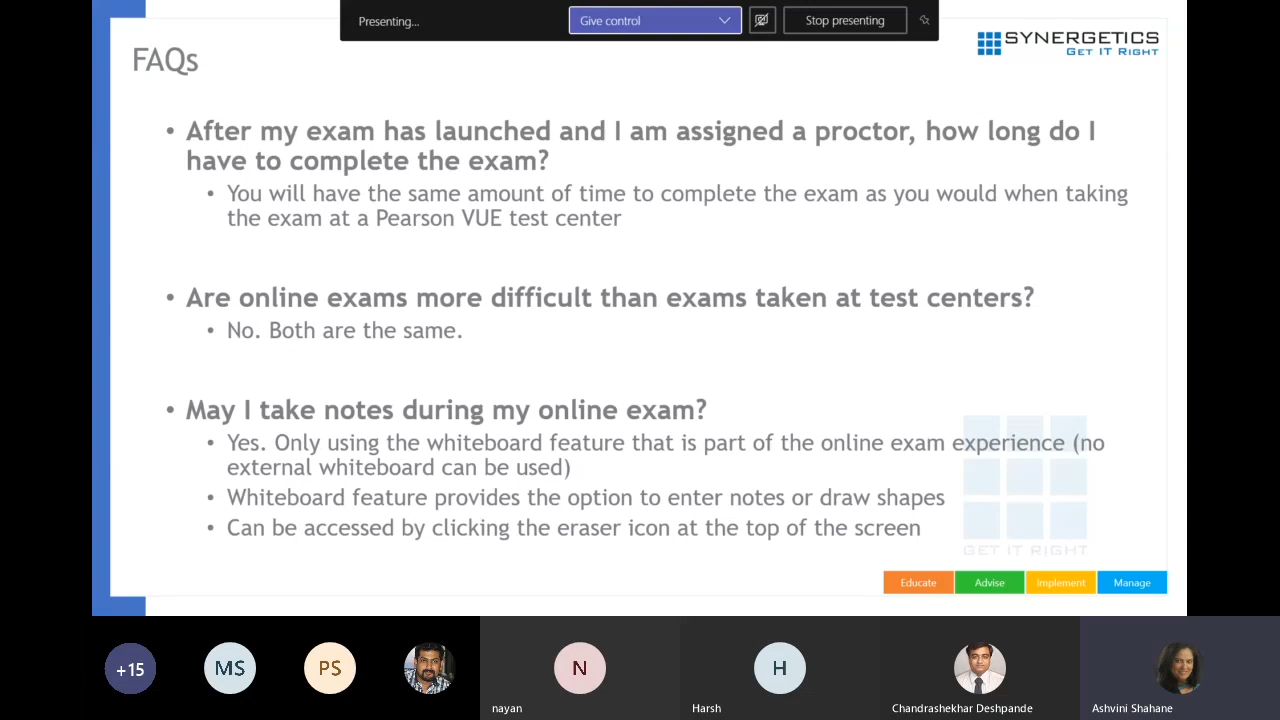 Presenting...
Give control
Stop presenting
SYNERGETICS
GET IT RIGHT
FAQs
• After my exam has launched and I am assigned a proctor, how long do I
have to complete the exam?
• You will have the same amount of time to complete the exam as you would when taking
the exam at a Pearson VUE test center
• Are online exams more difficult than exams taken at test centers?
• No. Both are the same.
• May I take notes during my online exam?
• Yes. Only using the whiteboard feature that is part of the online exam experience (no
external whiteboard can be used)
• Whiteboard feature provides the option to enter notes or draw shapes
• Can be accessed by clicking the eraser icon at the top of the screen
GET IT RIGHT
Educate Advise Implement Manage
+15 MS PS N H
nayan Harsh Chandrashekhar Deshpande Ashvini Shahane